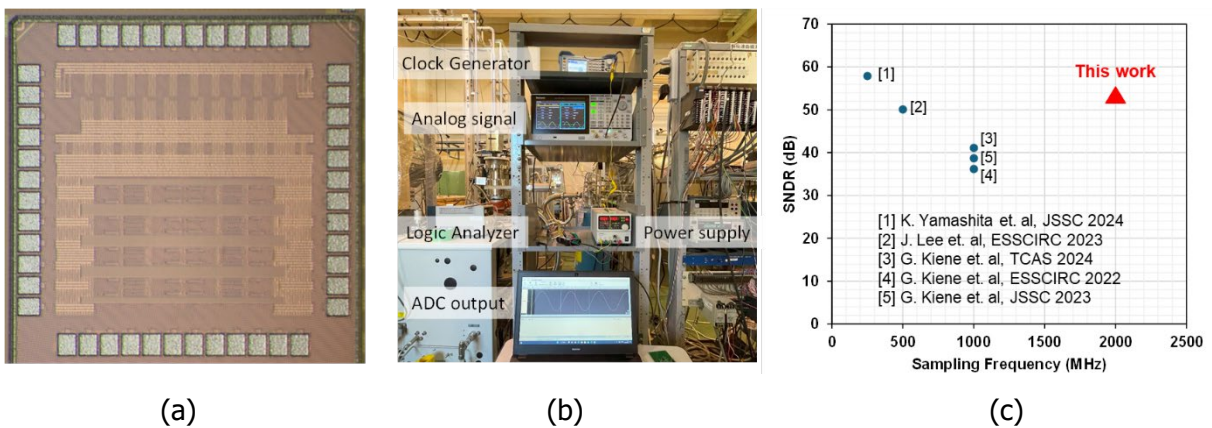 Clock Generator
Analog signal
Logic Analyzer
Power supply
ADC output
70
60
50
40
30
20
10
0
SNDR (dB)
[1]
[2]
[3]
[5]
[4]
This work
[1] K. Yamashita et. al, JSSC 2024
[2] J. Lee et. al, ESSCIRC 2023
[3] G. Kiene et. al, TCAS 2024
[4] G. Kiene et. al, ESSCIRC 2022
[5] G. Kiene et. al, JSSC 2023
0
500
1000
1500
2000
2500
Sampling Frequency (MHz)
(a)
(b)
(c)